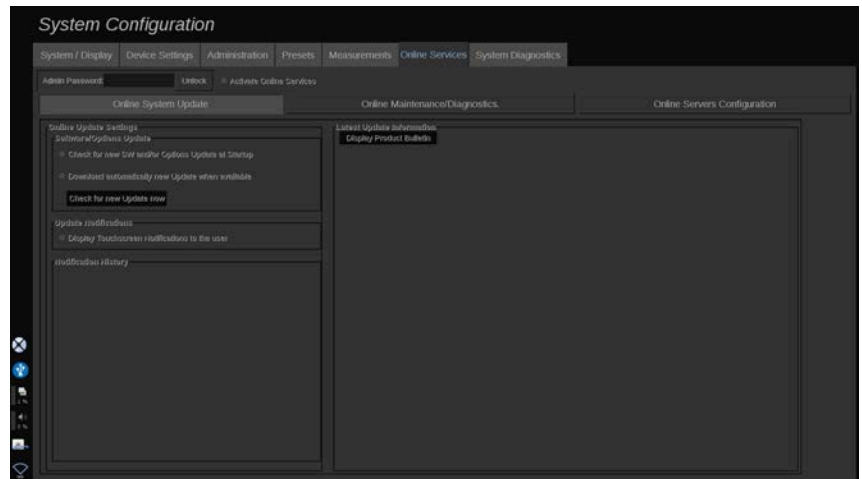 System Configuration
System / Display Device Settings Administration Presets Measurements Online Services System Diagnostics
Admin Password: Unlock Activate Online Services
Online System Update Online Maintenance/Diagnostics. Online Servers Configuration
Online Update Settings Latest Update Information
Software/Options Update Display Product Bulletin
Check for new SW and/or Options Update at Startup
Download automatically new Update when available
Check for new Update now
Update Notifications
Display Touchscreen Notifications to the user
Notification History